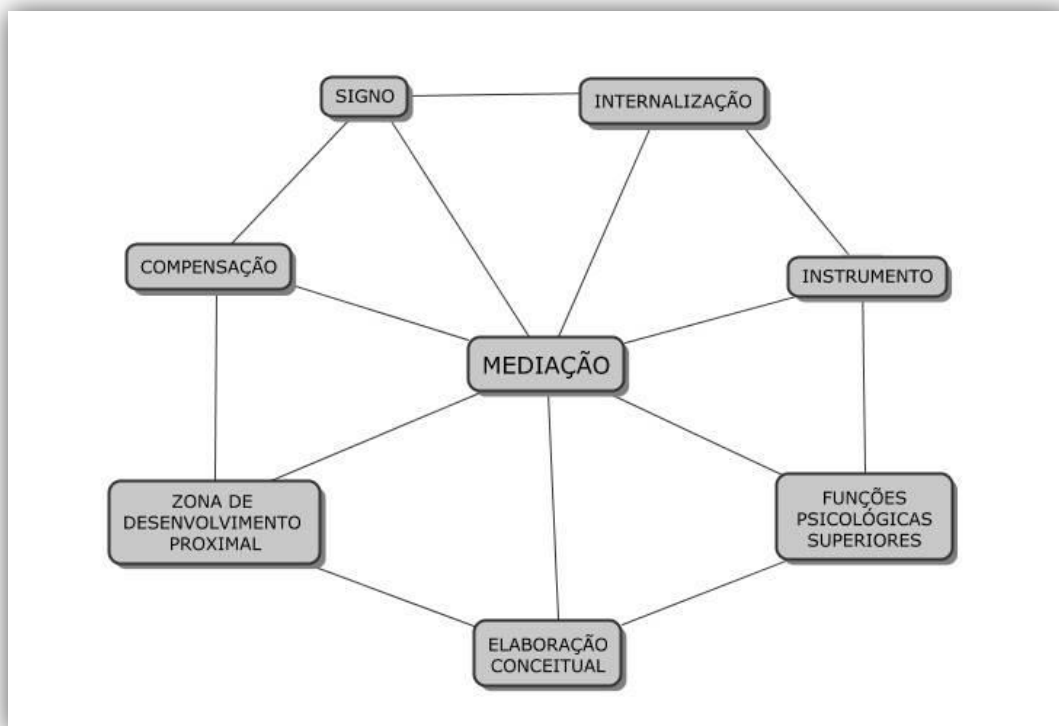 SIGNO
INTERNALIZAÇÃO
COMPENSAÇÃO
INSTRUMENTO
MEDIAÇÃO
ZONA DE
DESENVOLVIMENTO
PROXIMAL
FUNÇÕES
PSICOLÓGICAS
SUPERIORES
ELABORAÇÃO
CONCEITUAL